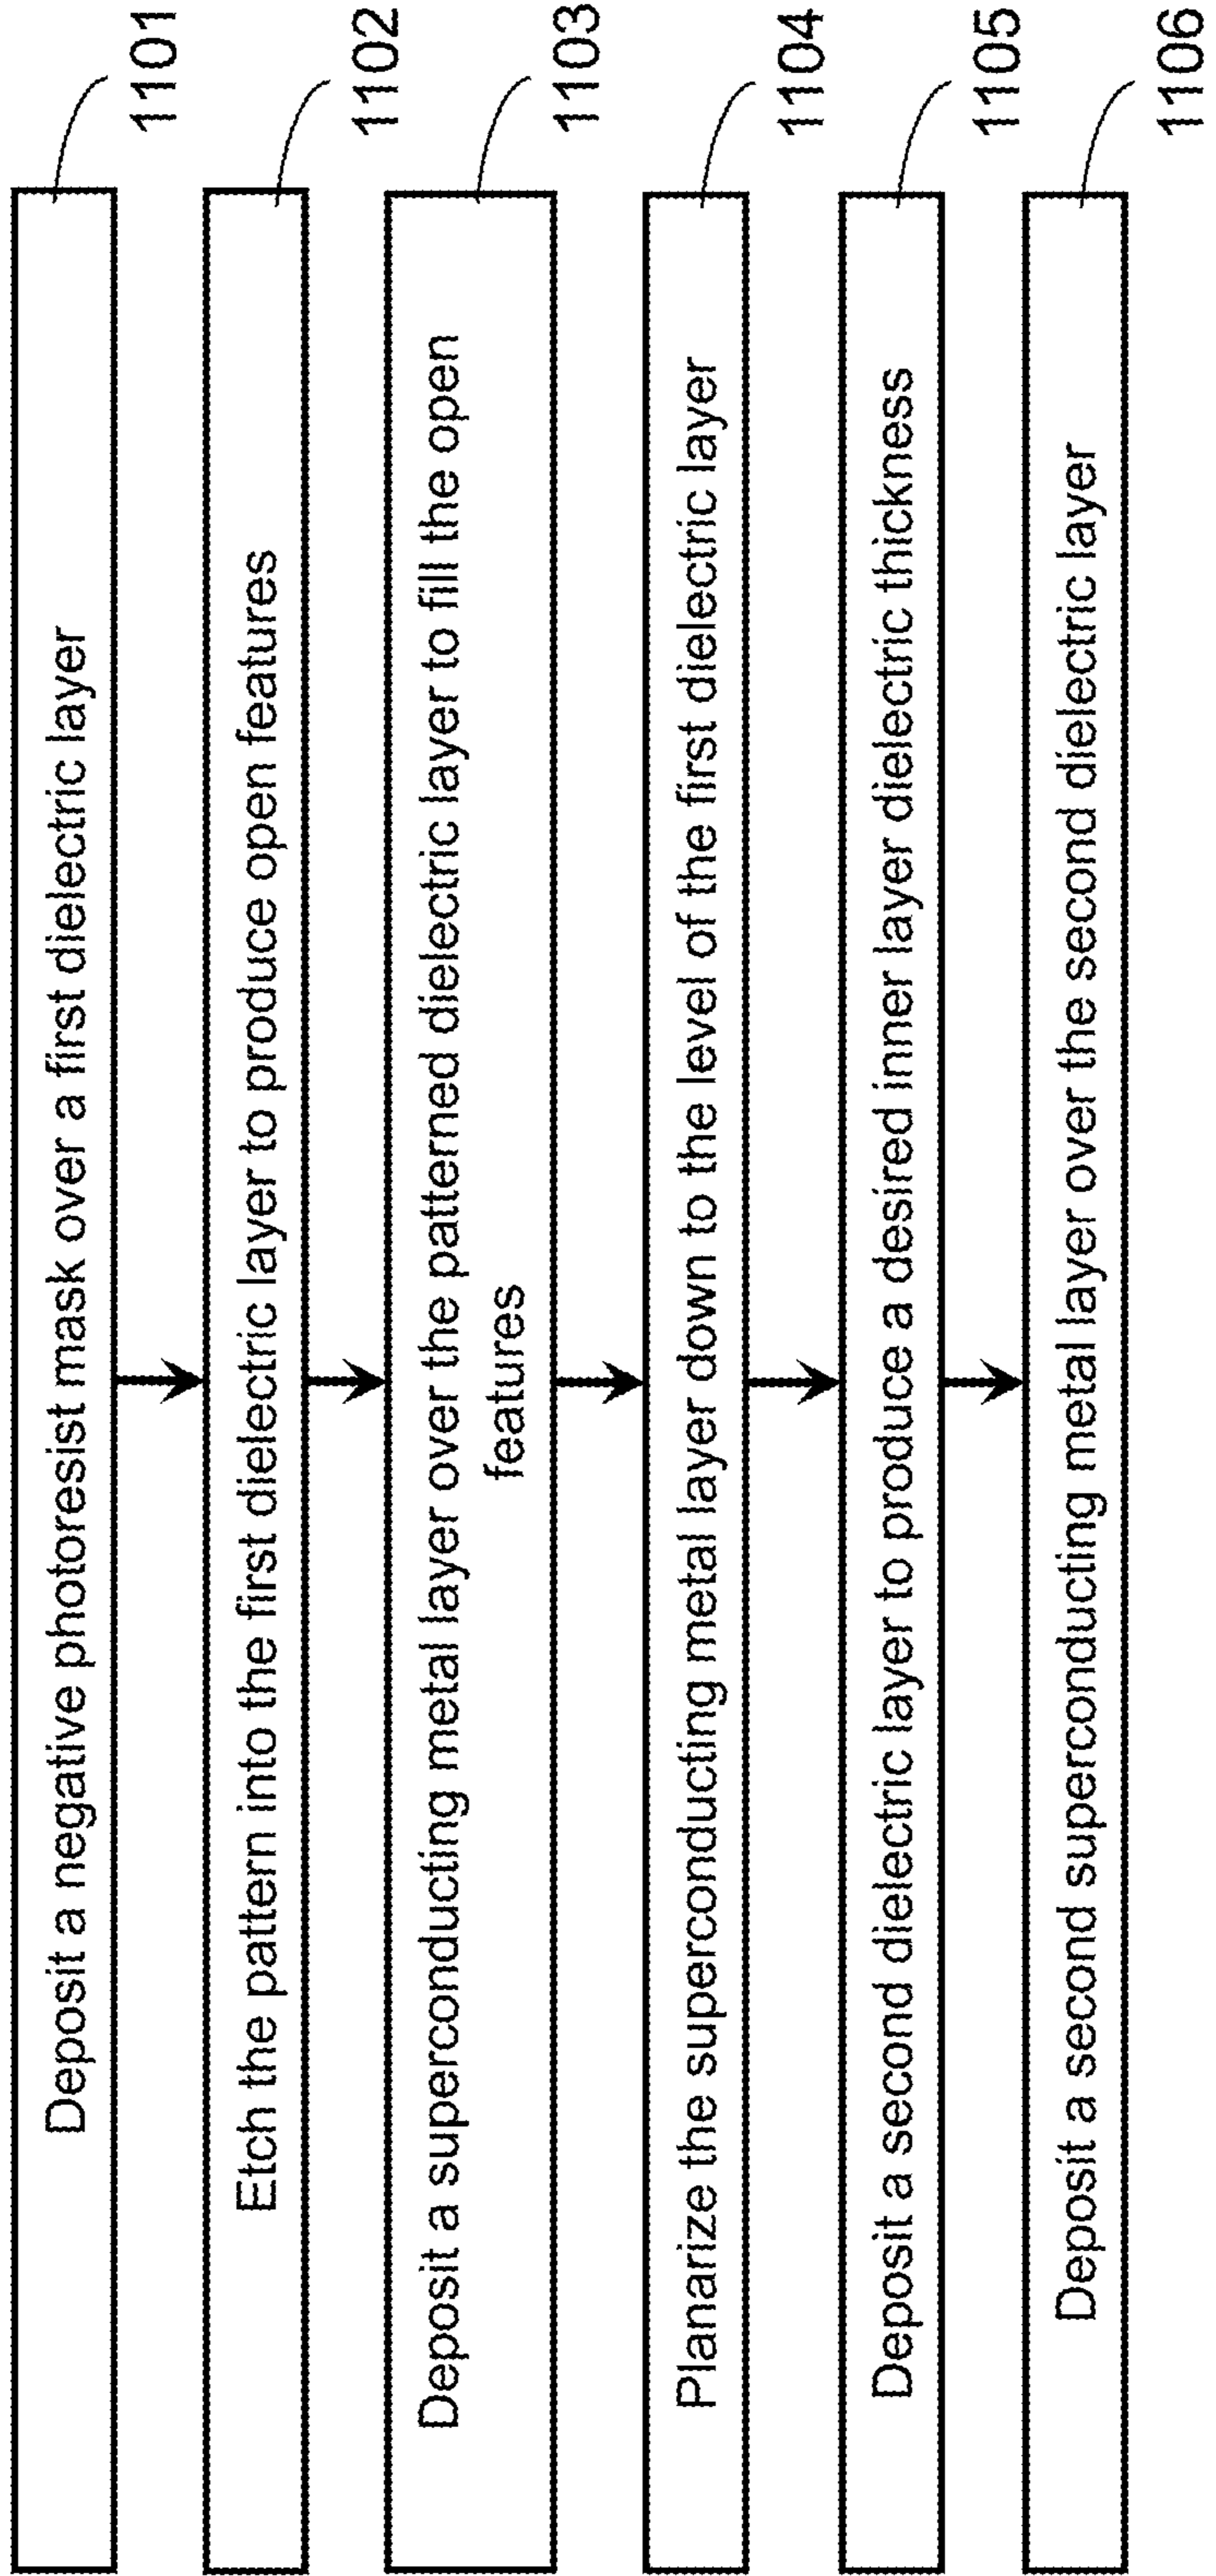 Deposit a negative photoresist mask over a first dielectric layer
1101
Etch the pattern into the first dielectric layer to produce open features
1102
Deposit a superconducting metal layer over the patterned dielectric layer to fill the open
features
1103
Planarize the superconducting metal layer down to the level of the first dielectric layer
1104
Deposit a second dielectric layer to produce a desired inner layer dielectric thickness
1105
Deposit a second superconducting metal layer over the second dielectric layer
1106